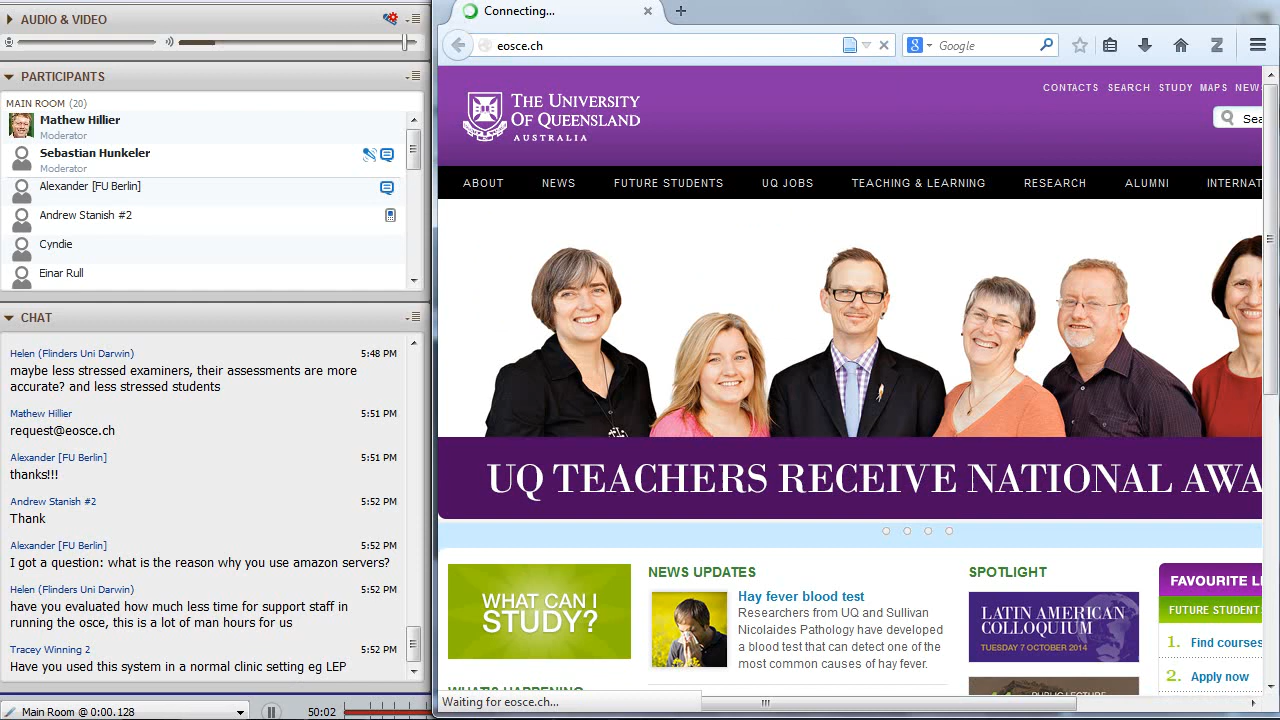 AUDIO & VIDEO
PARTICIPANTS
MAIN ROOM (20)
Mathew Hillier
Moderator
Sebastian Hunkeler
Moderator
Alexander [FU Berlin]
Andrew Stanish #2
Cyndie
Einar Rull
CHAT
Helen (Flinders Uni Darwin) 5:48 PM
maybe less stressed examiners, their assessments are more
accurate? and less stressed students
Mathew Hillier 5:51 PM
request@eosce.ch
Alexander [FU Berlin] 5:51 PM
thanks!!!
Andrew Stanish #2 5:52 PM
Thank
Alexander [FU Berlin] 5:52 PM
I got a question: what is the reason why you use amazon servers?
Helen (Flinders Uni Darwin) 5:52 PM
have you evaluated how much less time for support staff in
running the osce, this is a lot of man hours for us
Tracey Winning 2 5:52 PM
Have you used this system in a normal clinic setting eg LEP
Main Room @ 0:00.128
50:02
Connecting...
eosce.ch
Google
CONTACTS SEARCH STUDY MAPS NEW
THE UNIVERSITY
OF QUEENSLAND
AUSTRALIA
Sea
ABOUT NEWS FUTURE STUDENTS UQ JOBS TEACHING & LEARNING RESEARCH ALUMNI INTERNAT
UQ TEACHERS RECEIVE NATIONAL AWA
WHAT CAN I
STUDY?
NEWS UPDATES
Hay fever blood test
Researchers from UQ and Sullivan
Nicolaides Pathology have developed
a blood test that can detect one of the
most common causes of hay fever.
SPOTLIGHT
LATIN AMERICAN
COLLOQUIUM
TUESDAY 7 OCTOBER 2014
PUBLIC LECTURE
FAVOURITE LI
FUTURE STUDENT
1. Find courses
2. Apply now
WHAT'S HAPPENING
Waiting for eosce.ch...